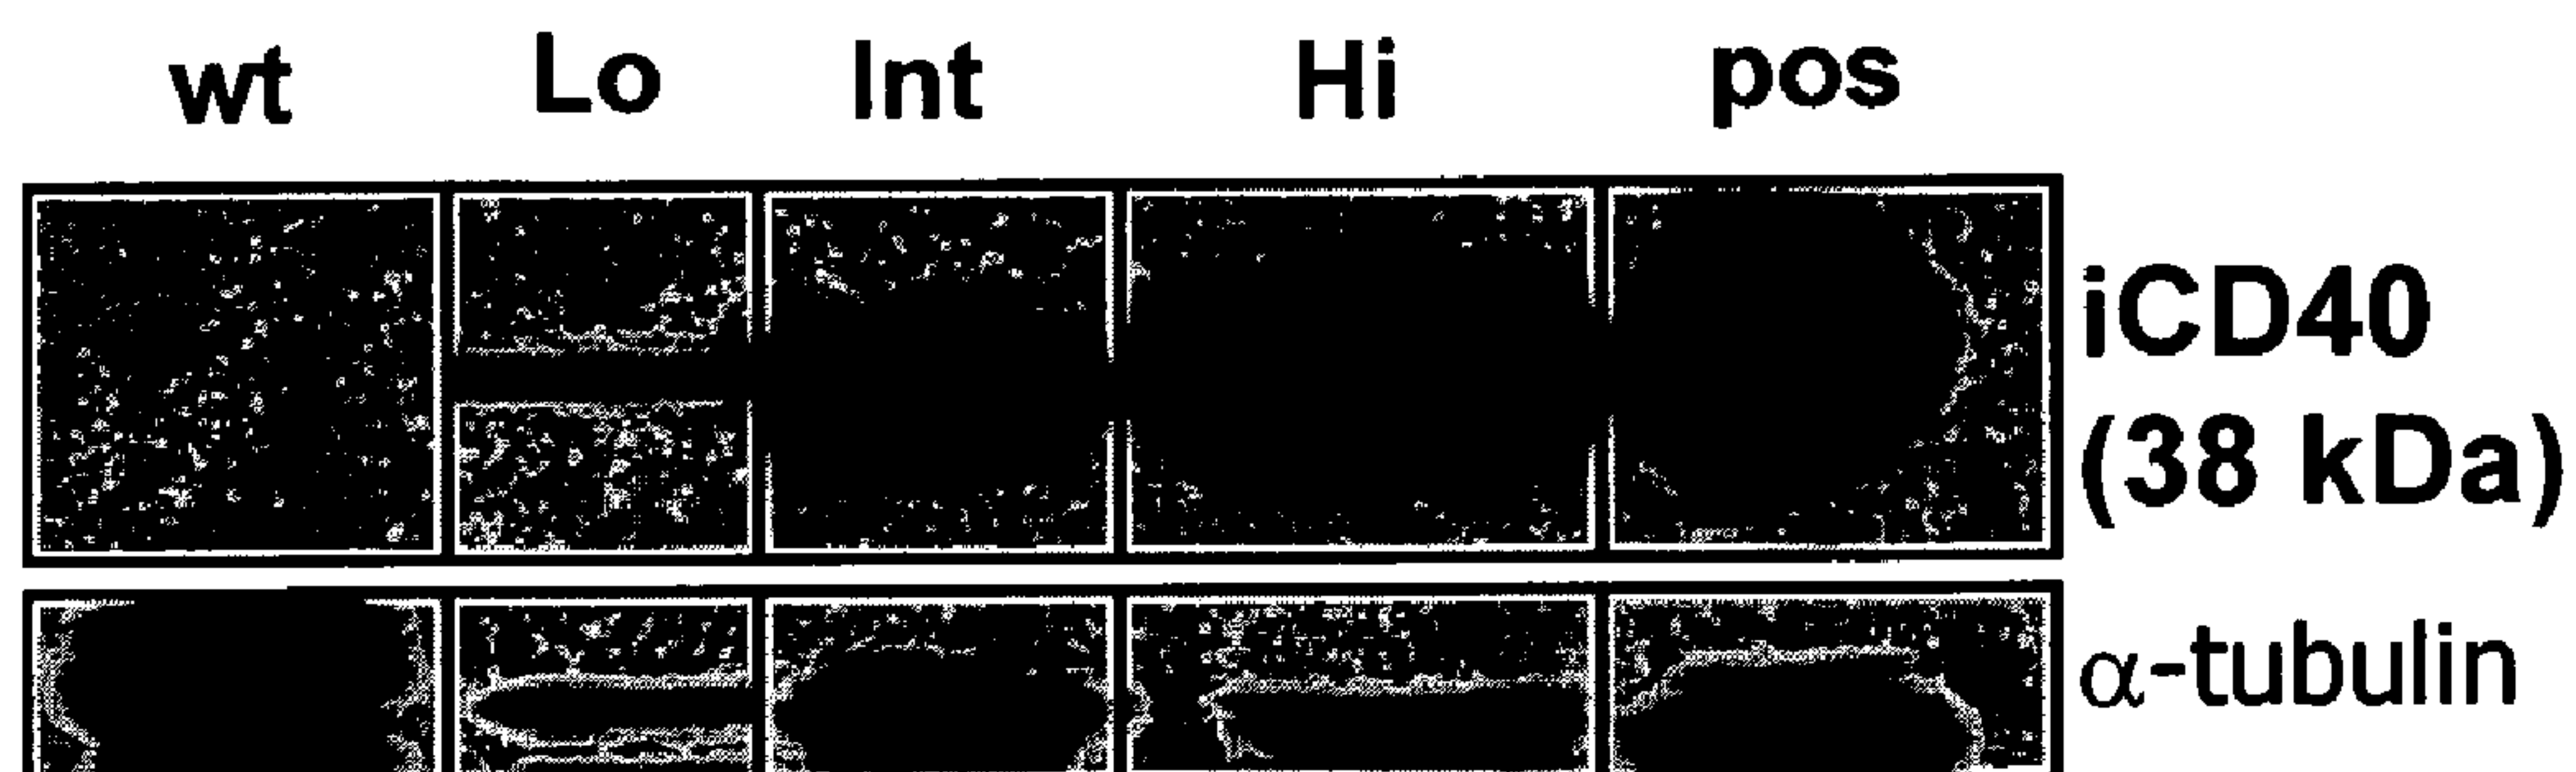 wt Lo Int Hi pos
iCD40
(38 kDa)
α-tubulin